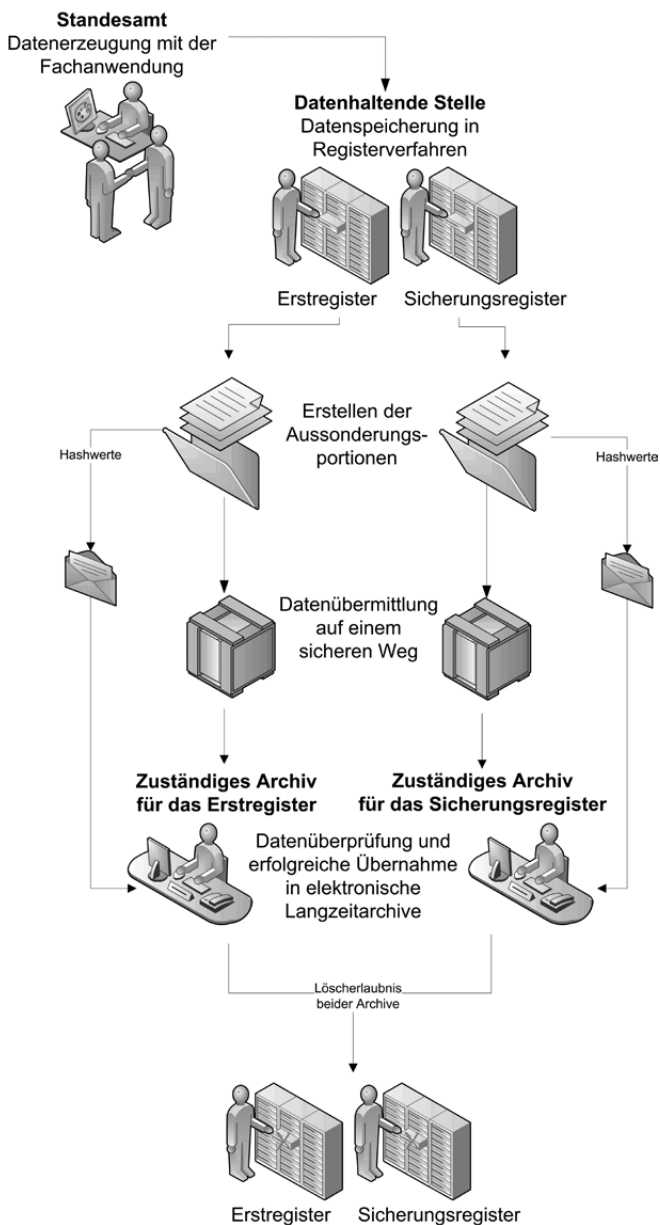 Standesamt
Datenerzeugung mit der
Fachanwendung
Datenhaltende Stelle
Datenspeicherung in
Registerverfahren
Erstregister
Sicherungsregister
Erstellen der
Aussonderungs-
portionen
Hashwerte
Hashwerte
Datenübermittlung
auf einem
sicheren Weg
Zuständiges Archiv
für das Erstregister
Zuständiges Archiv
für das Sicherungsregister
Datenüberprüfung und
erfolgreiche Übernahme
in elektronische
Langzeitarchive
Löscherlaubnis
beider Archive
Erstregister
Sicherungsregister